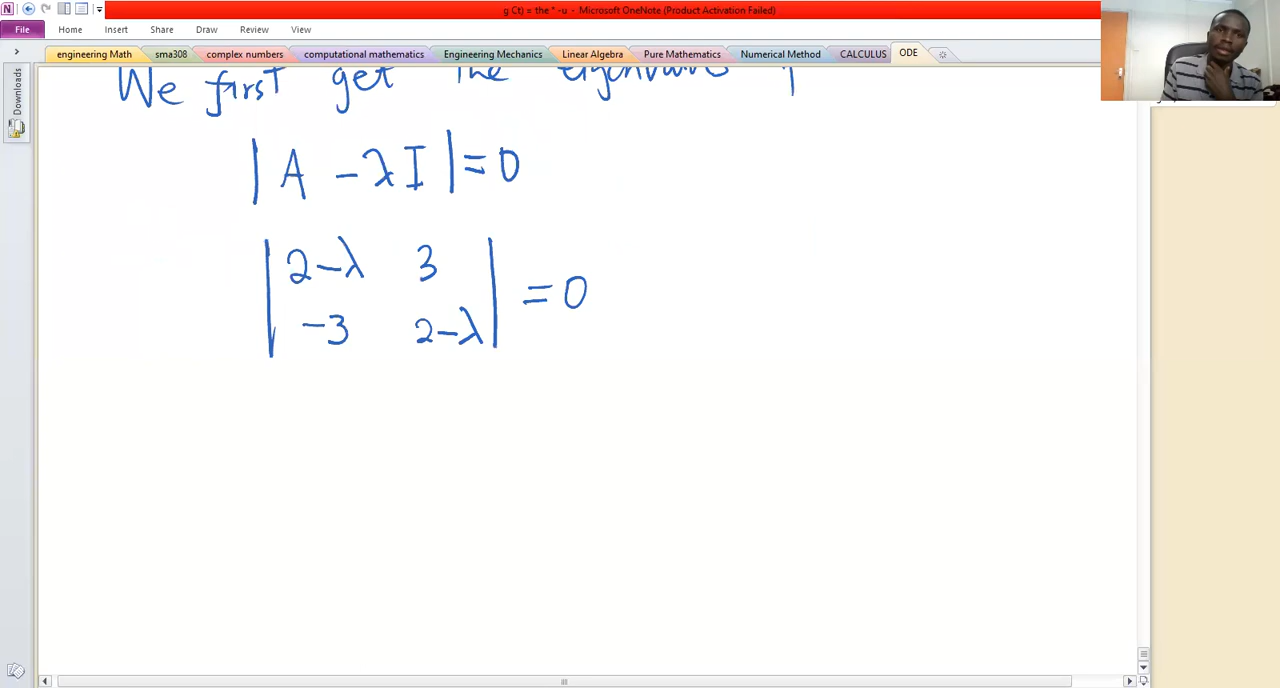 g Ct) = the * -u - Microsoft OneNote (Product Activation Failed)
File Home Insert Share Draw Review View
engineering Math sma308 complex numbers computational mathematics Engineering Mechanics Linear Algebra Pure Mathematics Numerical Method CALCULUS ODE
Downloads
We first get the
|A - λI| = 0
|2-λ 3|
|-3 2-λ| = 0